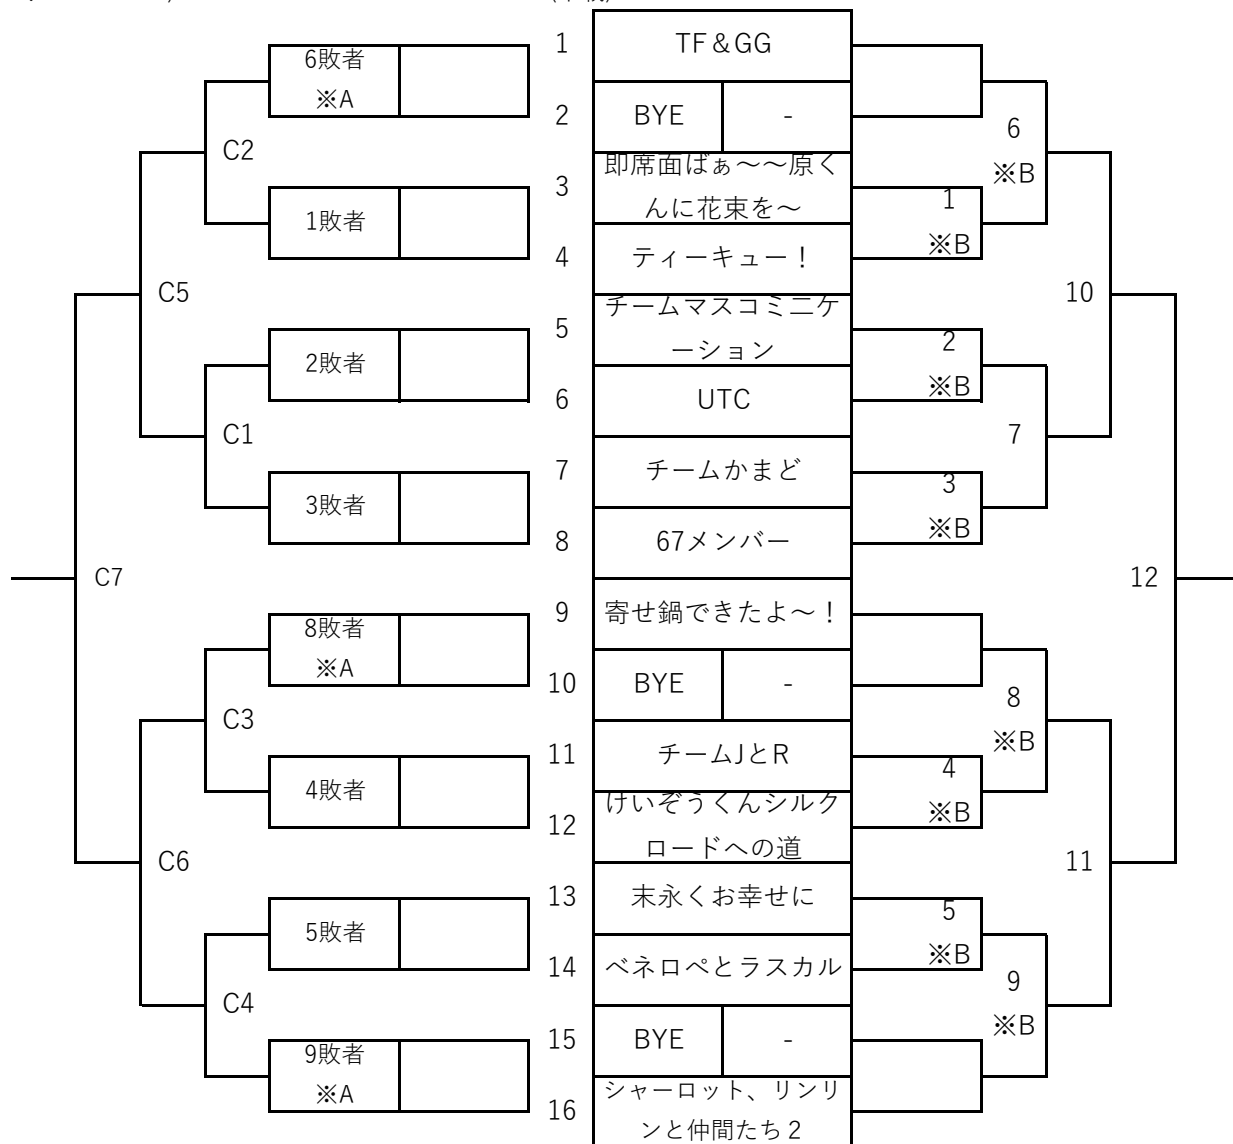 1
TF＆GG
6敗者
※A
2
BYE
-
6
※B
C2
3
即席面ばぁ～～原く
んに花束を～
1
※B
1敗者
4
ティーキュー！
C5
10
5
チームマスコミ二ケ
ーション
2
※B
2敗者
6
UTC
C1
7
7
チームかまど
3
※B
3敗者
8
67メンバー
C7
12
9
寄せ鍋できたよ～！
8敗者
※A
10
BYE
-
8
※B
C3
11
チームJとR
4
※B
4敗者
12
けいぞうくんシルク
ロードへの道
C6
11
13
末永くお幸せに
5
※B
5敗者
14
ベネロペとラスカル
9
※B
C4
15
BYE
-
9敗者
※A
16
シャーロット、リンリ
ンと仲間たち２